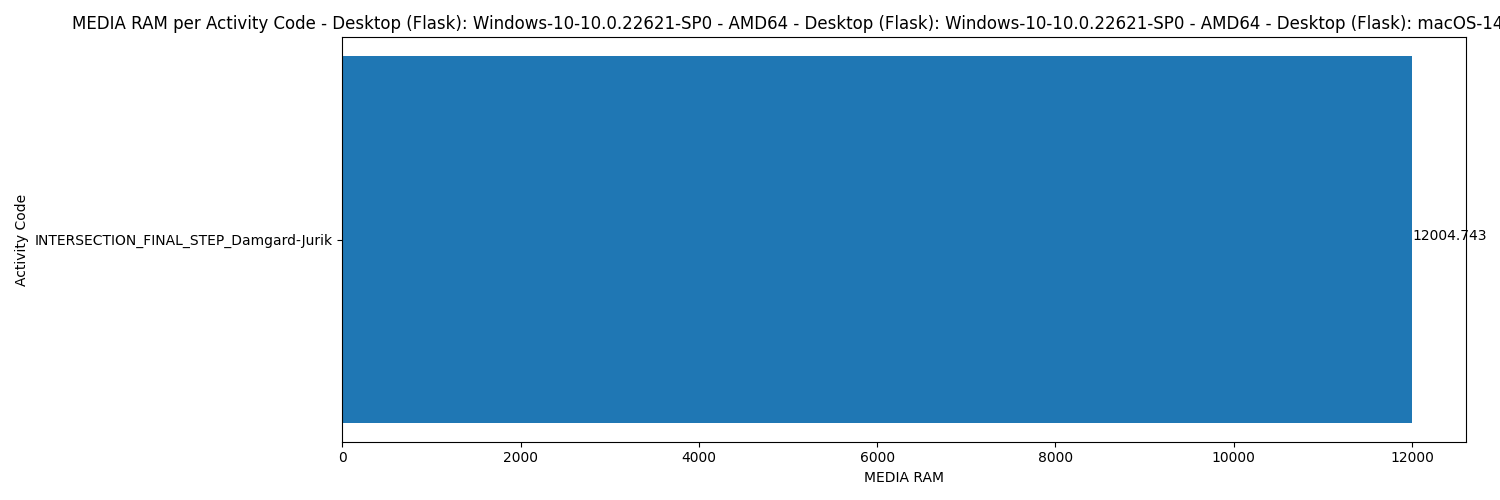 MEDIA RAM per Activity Code - Desktop (Flask): Windows-10-10.0.22621-SP0 - AMD64 - Desktop (Flask): Windows-10-10.0.22621-SP0 - AMD64 - Desktop (Flask): macOS-14
Activity Code
INTERSECTION_FINAL_STEP_Damgard-Jurik
12004.743
0 2000 4000 6000 8000 10000 12000
MEDIA RAM